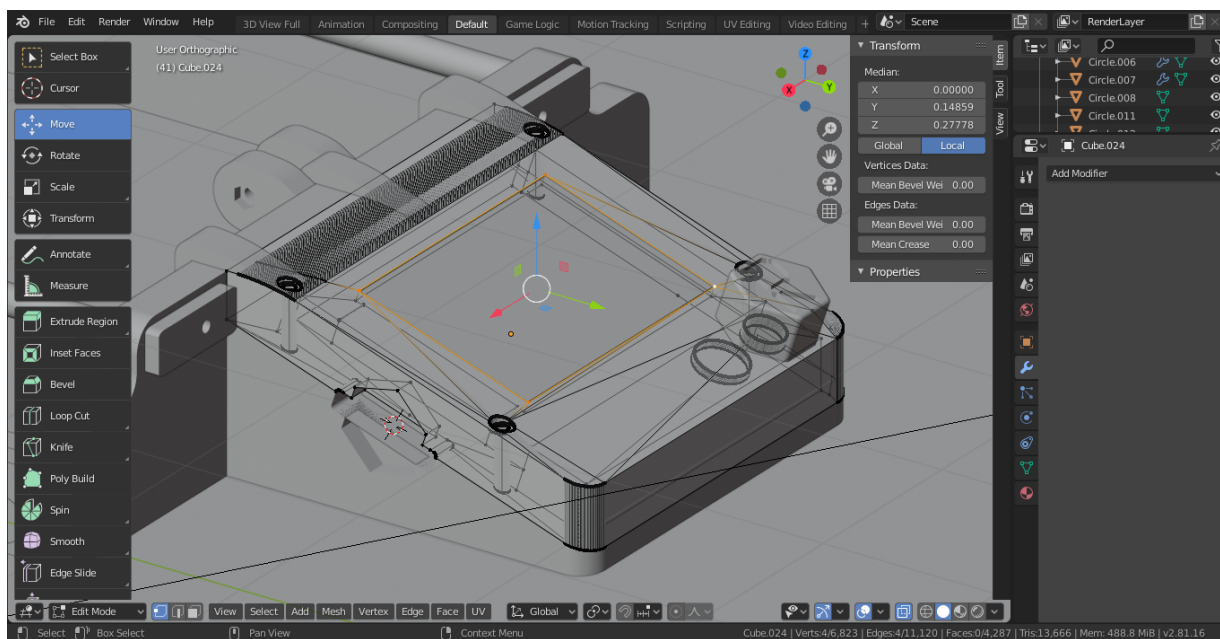 File Edit Render Window Help 3D View Full Animation Compositing Default Game Logic Motion Tracking Scripting UV Editing Video Editing + Scene RenderLayer
Select Box
Cursor
Move
Rotate
Scale
Transform
Annotate
Measure
Extrude Region
Inset Faces
Bevel
Loop Cut
Knife
Poly Build
Spin
Smooth
Edge Slide
User Orthographic
(41) Cube.024
Z
X
Y
Transform
Median:
X 0.00000
Y 0.14859
Z 0.27778
Global Local
Vertices Data:
Mean Bevel Wei 0.00
Edges Data:
Mean Bevel Wei 0.00
Mean Crease 0.00
Properties
Item
Tool
View
Circle.006
Circle.007
Circle.008
Circle.011
Cube.024
Add Modifier
Edit Mode View Select Add Mesh Vertex Edge Face UV Global
Select Box Select Pan View Context Menu Cube.024 | Verts:4/6,823 | Edges:4/11,120 | Faces:0/4,287 | Tris:13,666 | Mem: 488.8 MiB | v2.81.16